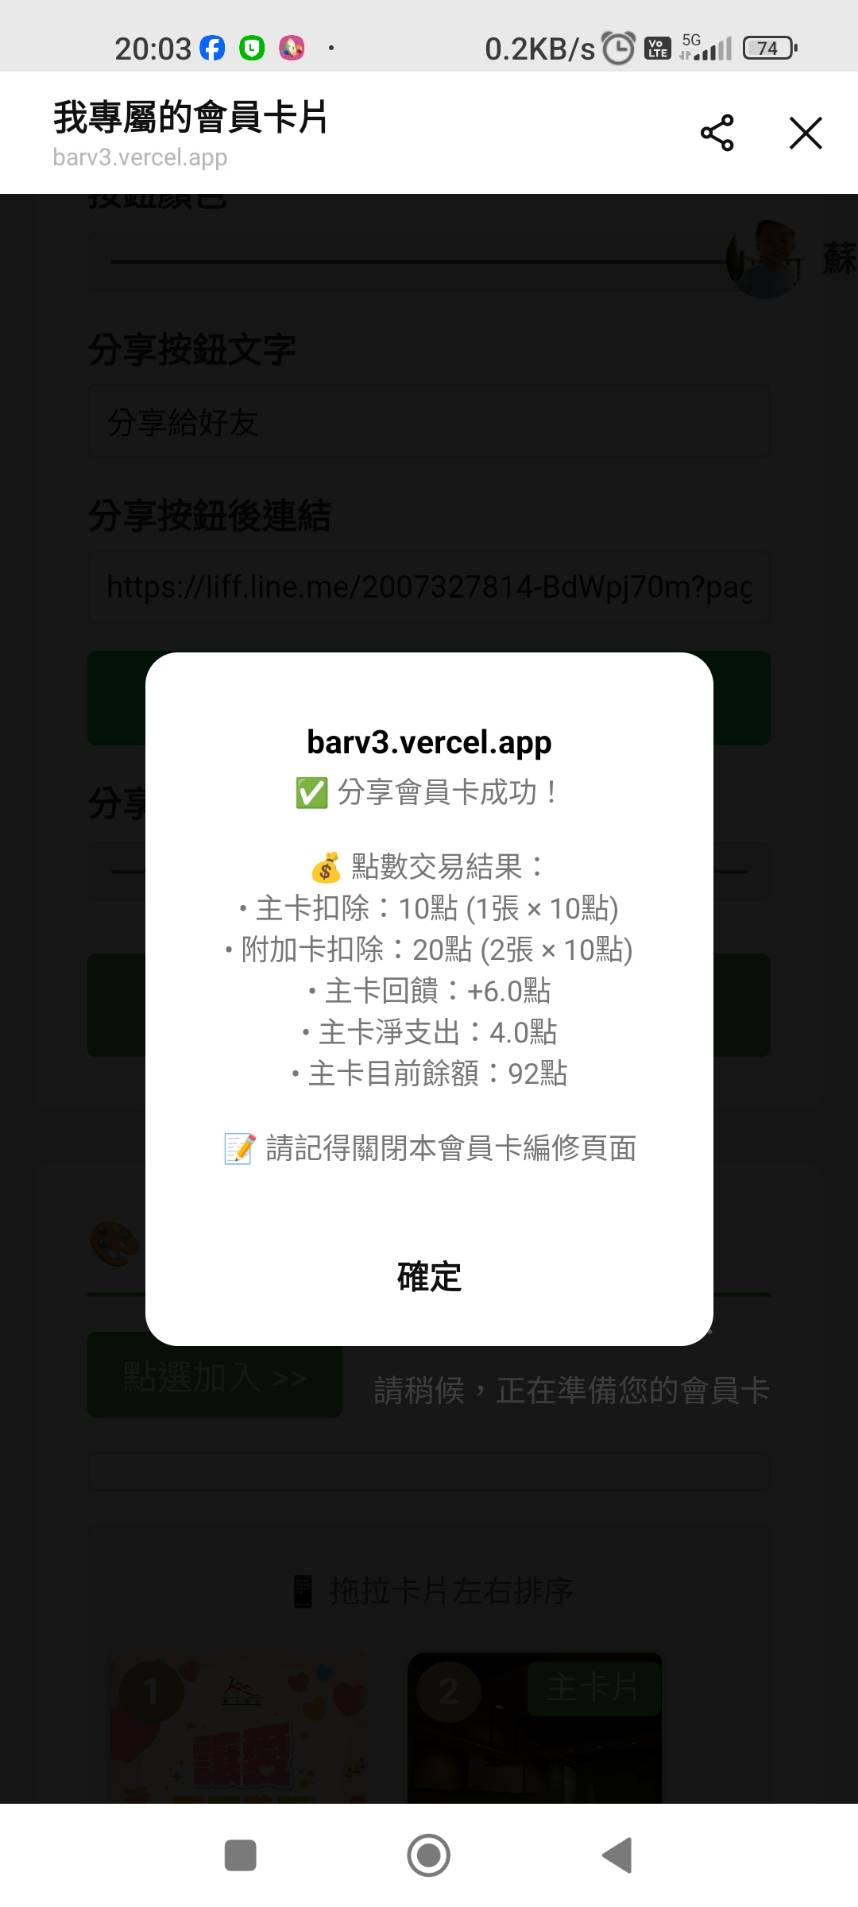 20:03
0.2KB/s
Vo LTE
5G
74
我專屬的會員卡片
barv3.vercel.app
按鈕顏色
蘇
分享按鈕文字
分享給好友
分享按鈕後連結
https://liff.line.me/2007327814-BdWpj70m?pag
barv3.vercel.app
✅ 分享會員卡成功！
💰 點數交易結果：
• 主卡扣除：10點 (1張 × 10點)
• 附加卡扣除：20點 (2張 × 10點)
• 主卡回饋：+6.0點
• 主卡淨支出：4.0點
• 主卡目前餘額：92點
📝 請記得關閉本會員卡編修頁面
確定
分享
點選加入 >>
請稍候，正在準備您的會員卡
📱 拖拉卡片左右排序
1
2
主卡片
讓愛